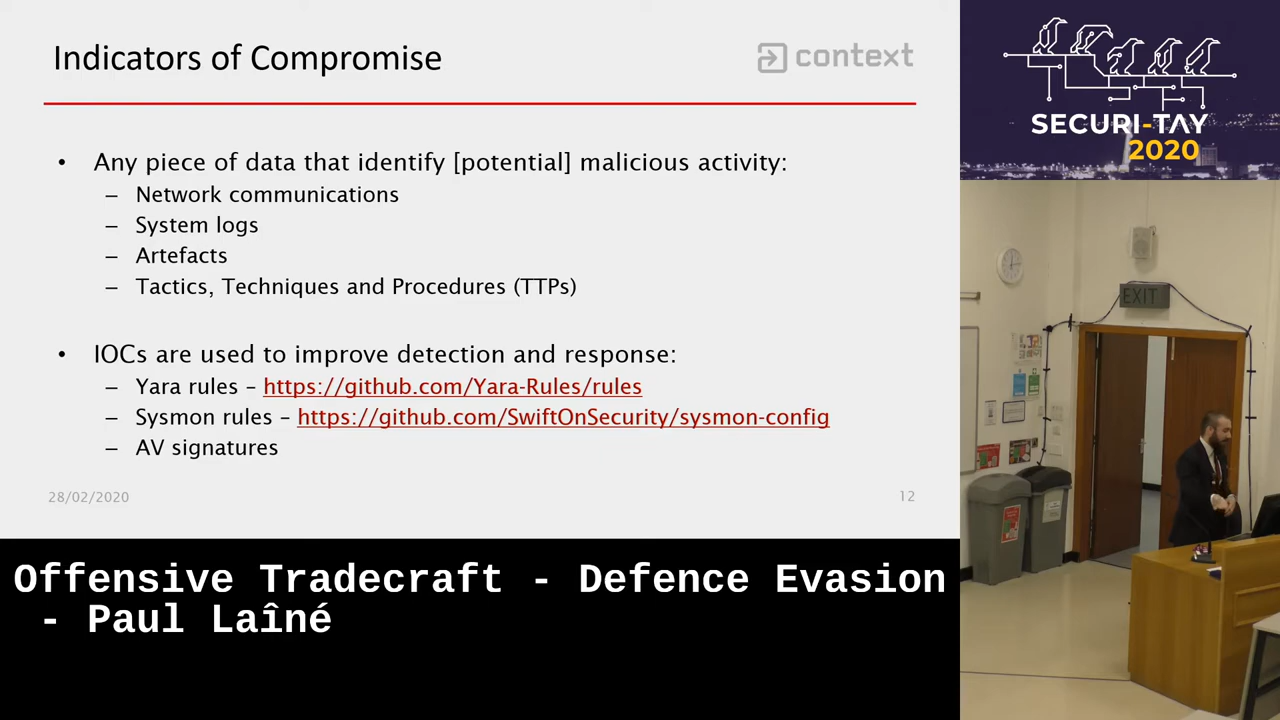 Indicators of Compromise
context
• Any piece of data that identify [potential] malicious activity:
– Network communications
– System logs
– Artefacts
– Tactics, Techniques and Procedures (TTPs)
• IOCs are used to improve detection and response:
– Yara rules – https://github.com/Yara-Rules/rules
– Sysmon rules – https://github.com/SwiftOnSecurity/sysmon-config
– AV signatures
28/02/2020
12
SECURI-TAY
2020
EXIT
Offensive Tradecraft - Defence Evasion
- Paul Laîné